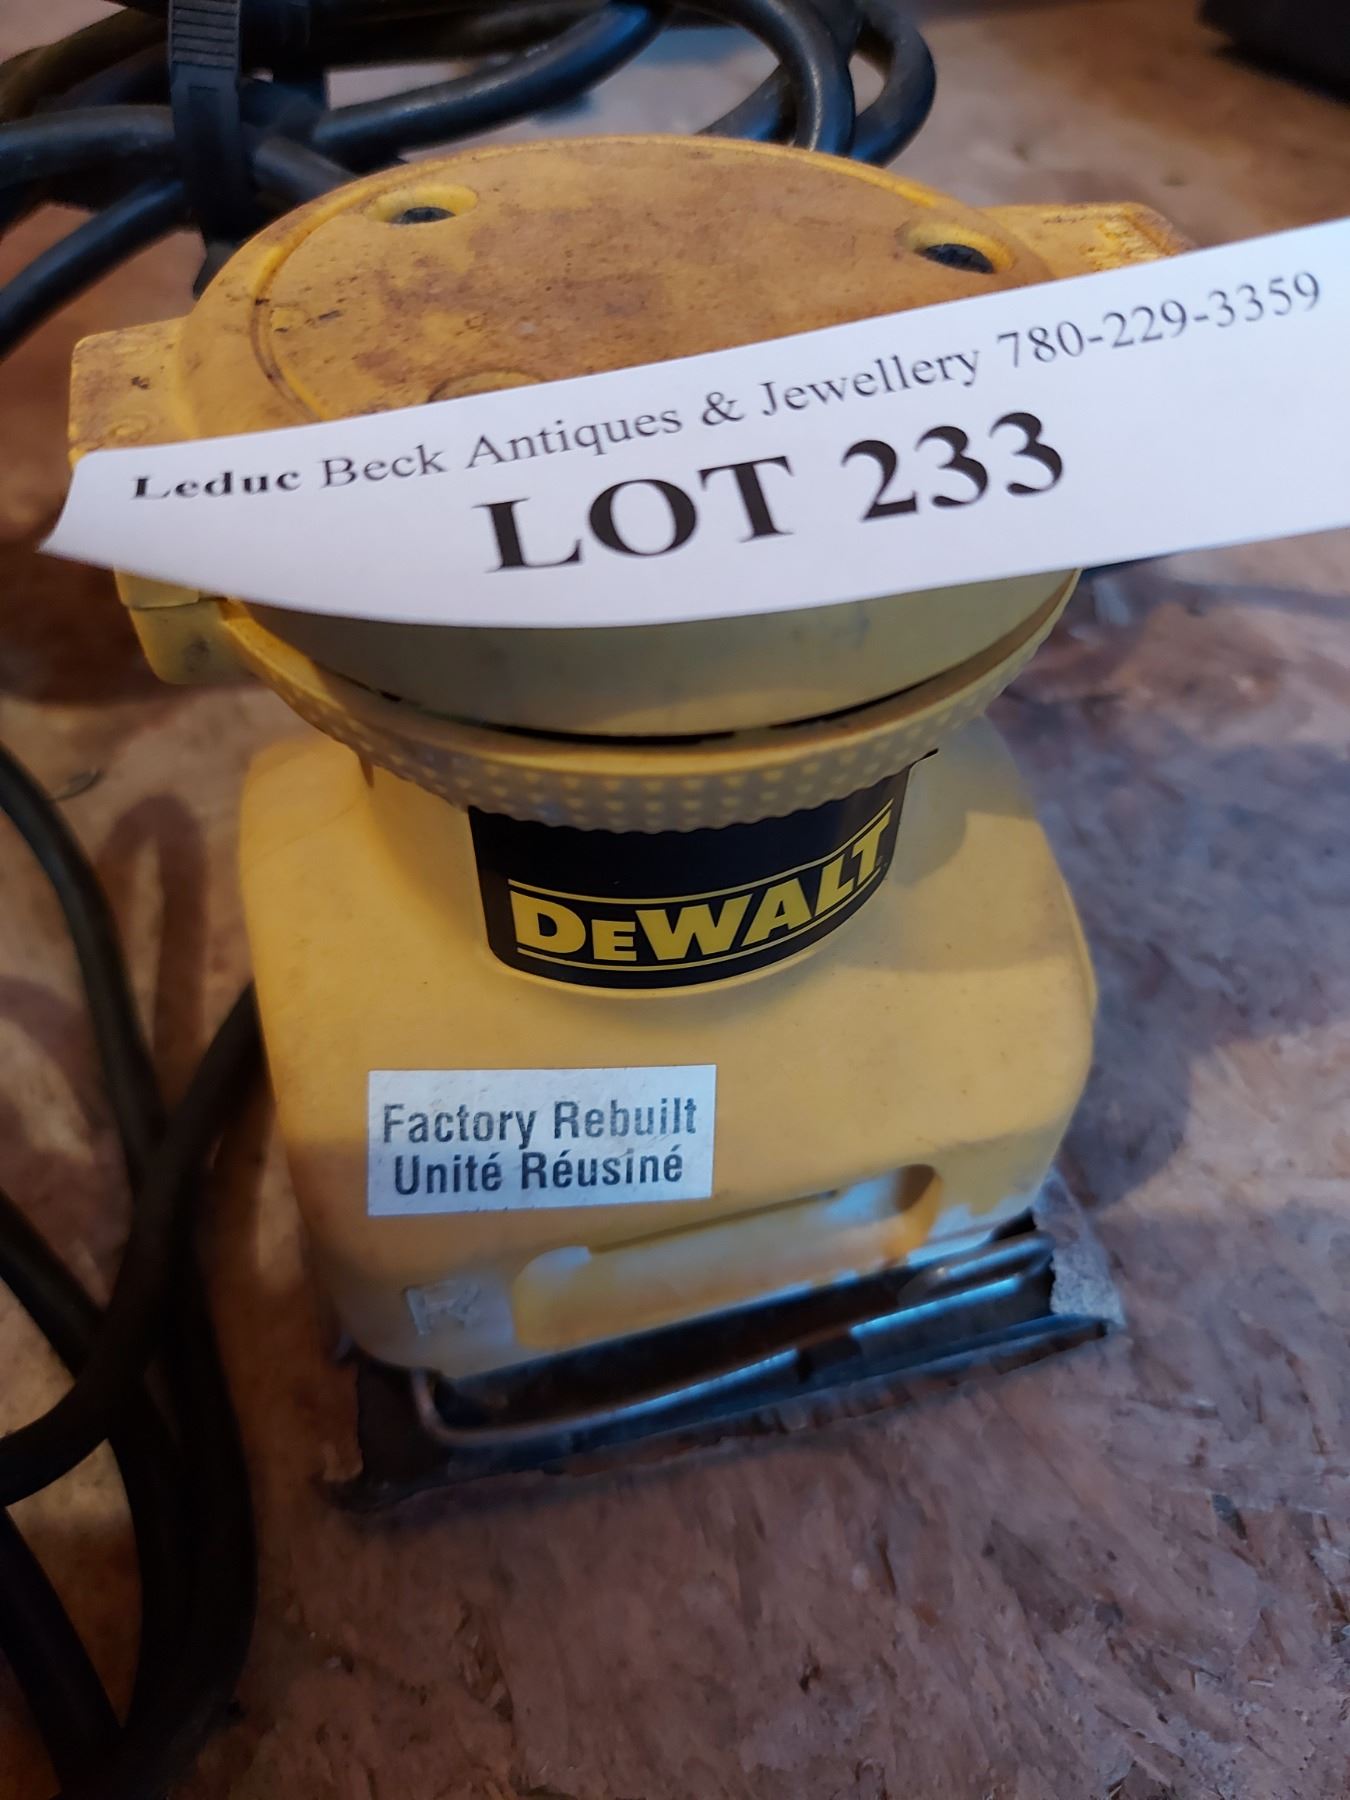 Leduc Beck Antiques & Jewellery 780-229-3359
LOT 233
DEWALT
Factory Rebuilt
Unité Réusiné
R